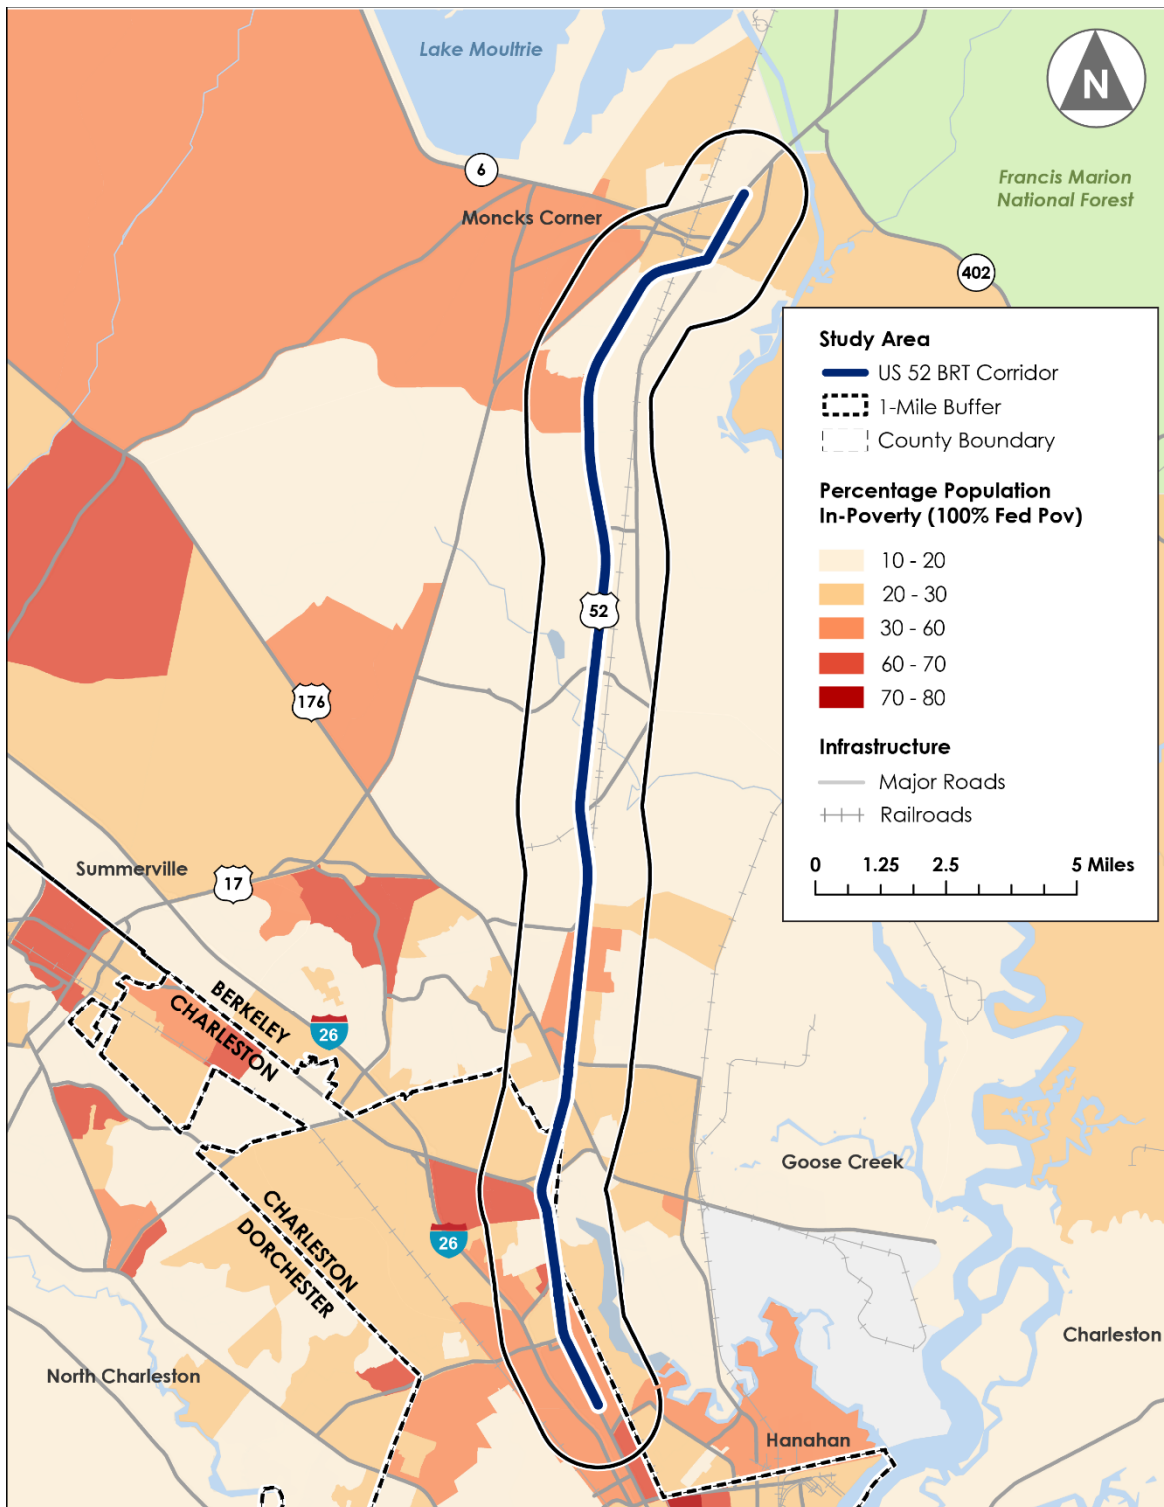 Lake Moultrie
N
6
Francis Marion
National Forest
Moncks Corner
402
Study Area
US 52 BRT Corridor
1-Mile Buffer
County Boundary
Percentage Population
In-Poverty (100% Fed Pov)
10 - 20
20 - 30
30 - 60
60 - 70
70 - 80
Infrastructure
Major Roads
Railroads
0 1.25 2.5 5 Miles
52
176
Summerville
17
BERKELEY
CHARLESTON
26
Goose Creek
CHARLESTON
DORCHESTER
26
Charleston
North Charleston
Hanahan